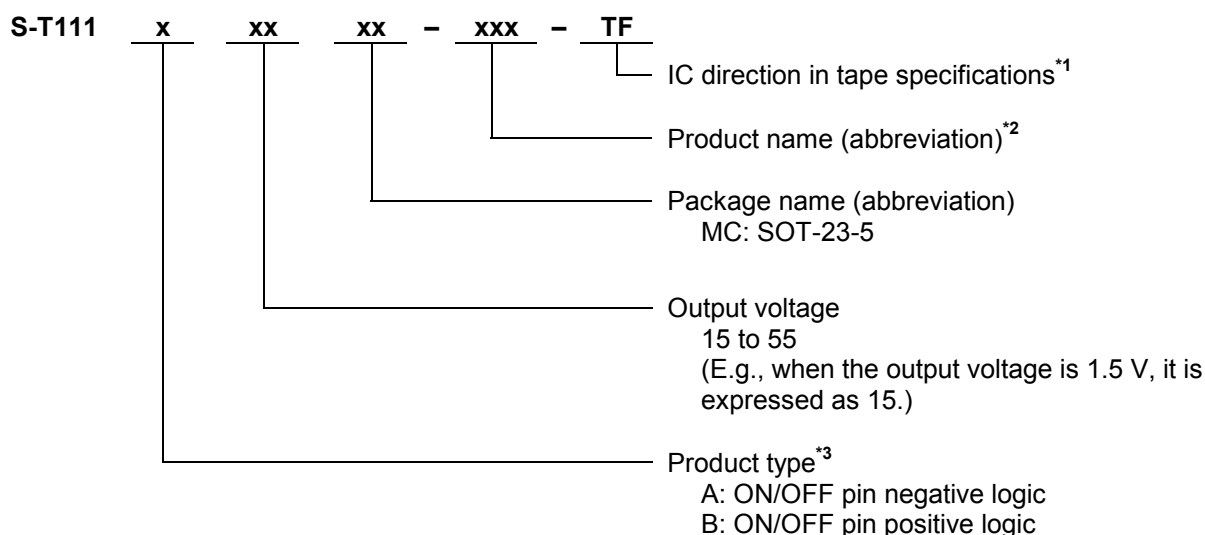 S-T111 x xx xx – xxx – TF
IC direction in tape specifications*1
Product name (abbreviation)*2
Package name (abbreviation)
MC: SOT-23-5
Output voltage
15 to 55
(E.g., when the output voltage is 1.5 V, it is
expressed as 15.)
Product type*3
A: ON/OFF pin negative logic
B: ON/OFF pin positive logic